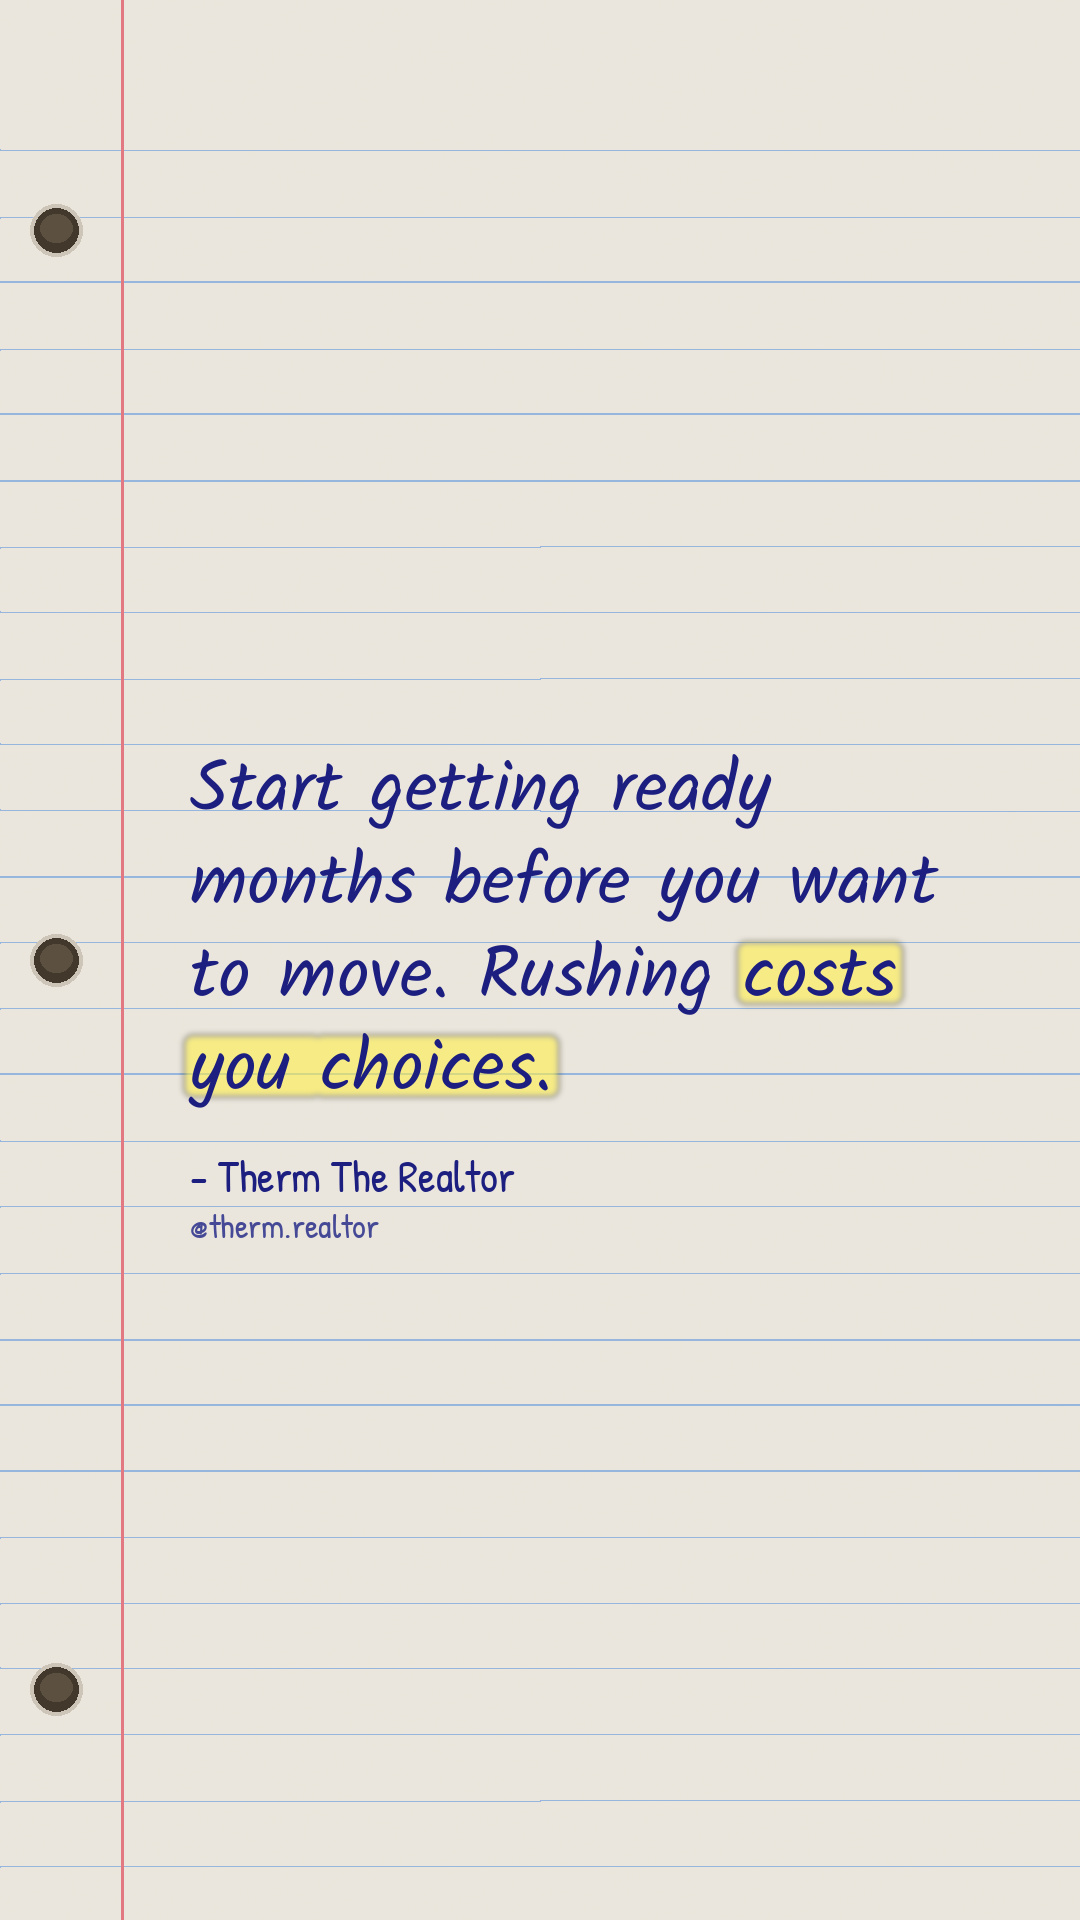 Start getting ready
months before you want
to move. Rushing costs
you choices.
- Therm The Realtor
@therm.realtor